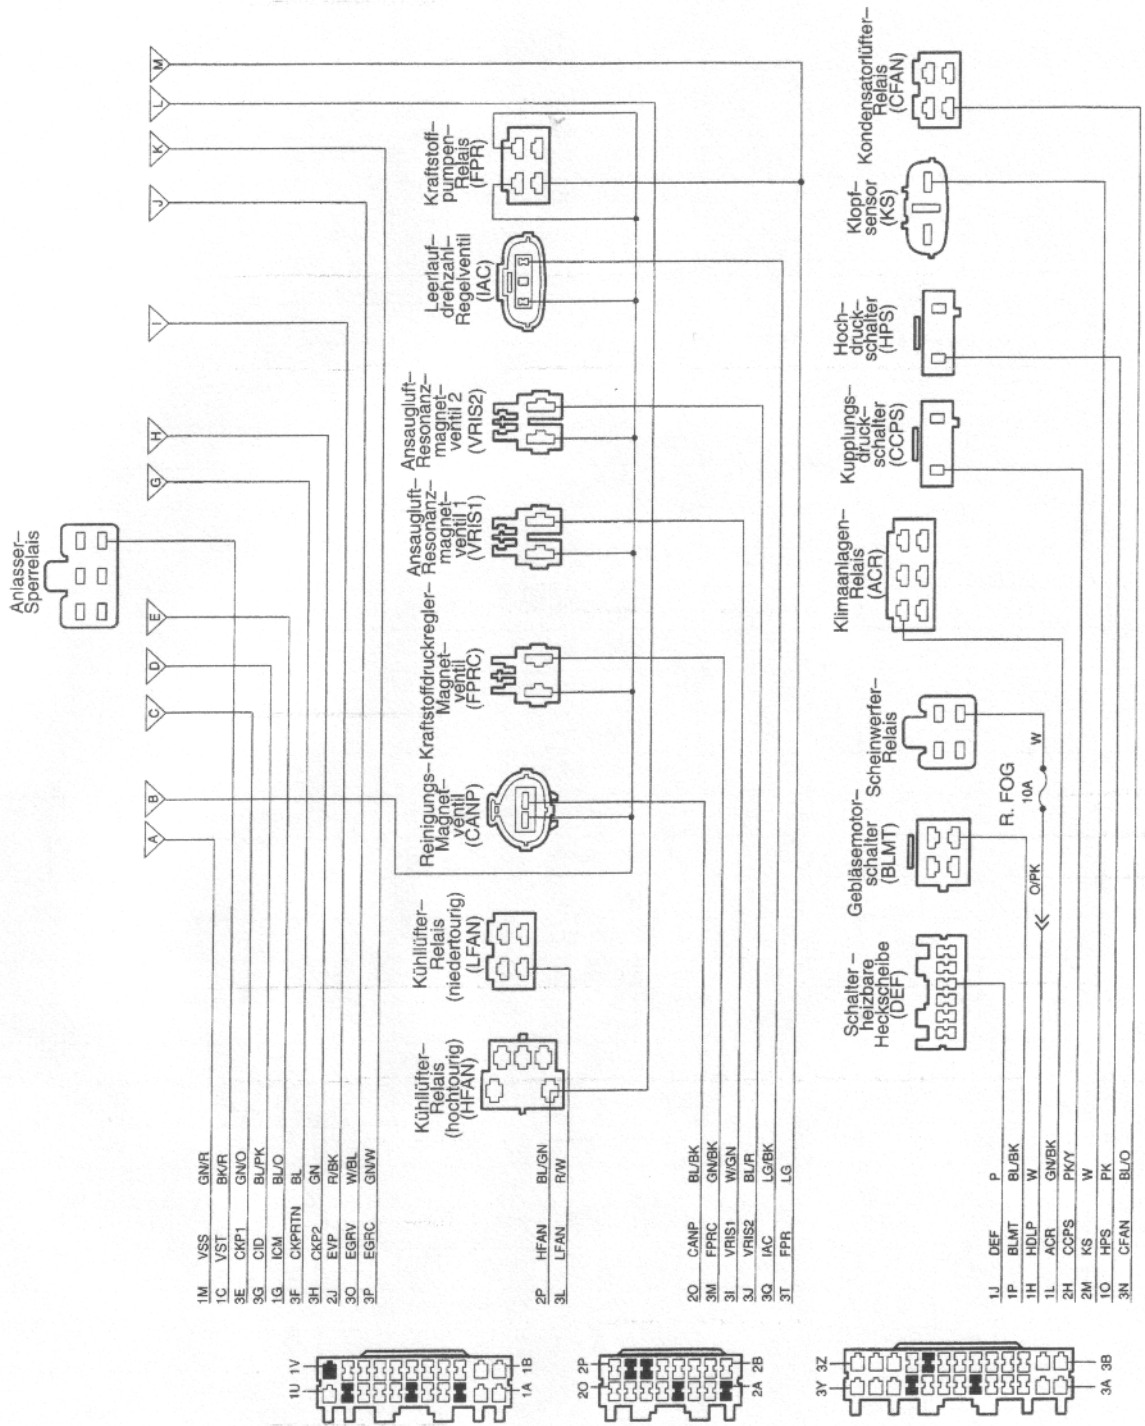 Anlasser–
Sperrelais
A
B
C
D
E
G
H
I
J
K
L
M
1M VSS GN/R
1C VST BK/R
3E CKP1 GN/O
3G CID BL/PK
1G ICM BL/O
3F CKPRTN BL
3H CKP2 GN
2J EVP R/BK
3O EGRV W/BL
3P EGRC GN/W
Kühllüfter–
Relais
(hochtourig)
(HFAN)
Kühllüfter–
Relais
(niedertourig)
(LFAN)
Reinigungs–
Magnet–
ventil
(CANP)
Kraftstoffdruckregler–
Magnet–
ventil
(FPRC)
Ansaugluft–
Resonanz–
magnet–
ventil 1
(VRIS1)
Ansaugluft–
Resonanz–
magnet–
ventil 2
(VRIS2)
Leerlauf–
drehzahl–
Regelventil
(IAC)
Kraftstoff–
pumpen–
Relais
(FPR)
2P HFAN BL/GN
3L LFAN R/W
2O CANP BL/BK
3M FPRC GN/BK
3I VRIS1 W/GN
3J VRIS2 BL/R
3Q IAC LG/BK
3T FPR LG
Schalter–
heizbare
Heckscheibe
(DEF)
Gebläsemotor–
schalter
(BLMT)
Scheinwerfer–
Relais
Klimaanlagen–
Relais
(ACR)
Kupplungs–
druck–
schalter
(CCPS)
Hoch–
druck–
schalter
(HPS)
Klopf–
sensor
(KS)
Kondensatorlüfter–
Relais
(CFAN)
R. FOG
10A
O/PK
W
1J DEF P
1P BLMT BL/BK
1H HDLP W
1L ACR GN/BK
2H CCPS PK/Y
2M KS W
1O HPS PK
3N CFAN BL/O
1U
1V
1A
1B
2O
2P
2A
2B
3Y
3Z
3A
3B